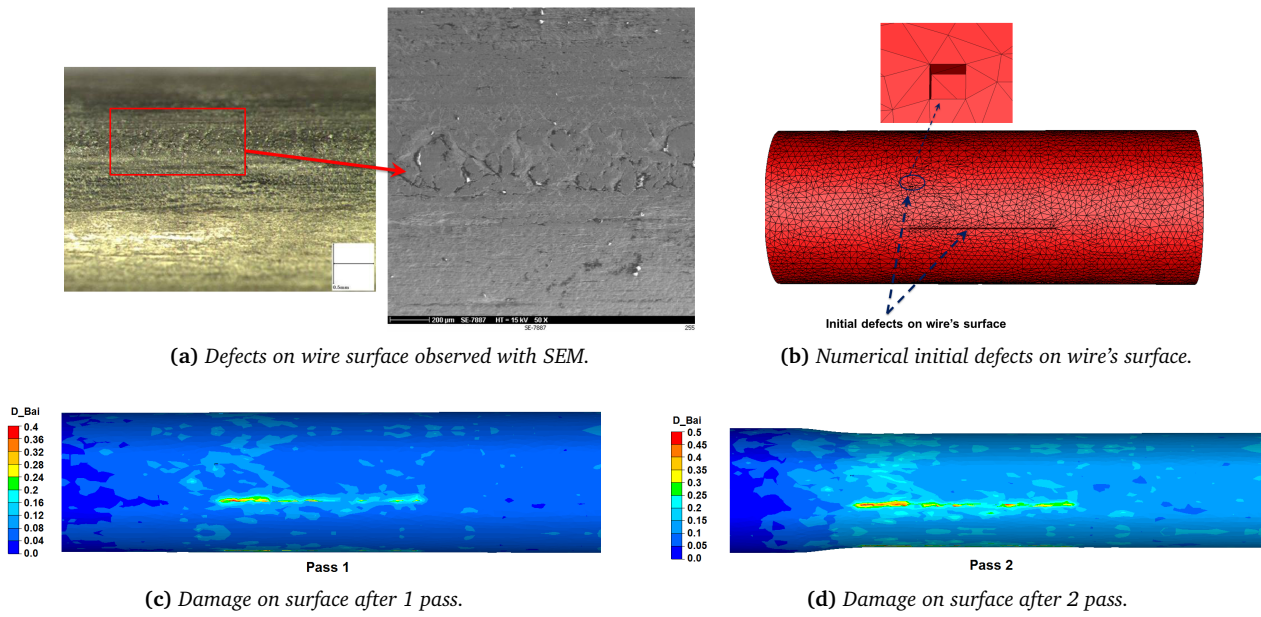 0.5mm
200 µm SE-7887 HT = 15 kV 50 X 255
SE-7887
(a) Defects on wire surface observed with SEM.
Initial defects on wire's surface
(b) Numerical initial defects on wire's surface.
D_Bai
0.4
0.36
0.32
0.28
0.24
0.2
0.16
0.12
0.08
0.04
0.0
Pass 1
(c) Damage on surface after 1 pass.
D_Bai
0.5
0.45
0.4
0.35
0.3
0.25
0.2
0.15
0.1
0.05
0.0
Pass 2
(d) Damage on surface after 2 pass.